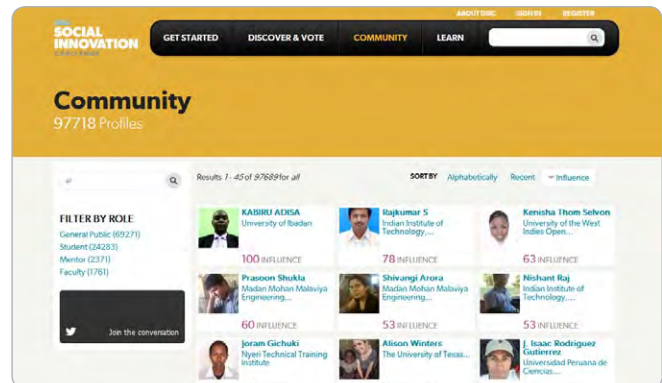 ABOUT DSIC SIGN IN REGISTER
SOCIAL
INNOVATION
CHALLENGE
GET STARTED DISCOVER & VOTE COMMUNITY LEARN
Community
97718 Profiles
all
Results 1 - 45 of 97689 for all
SORT BY Alphabetically Recent Influence
FILTER BY ROLE
General Public (69271)
Student (24283)
Mentor (2371)
Faculty (1761)
Join the conversation
KABIRU ADISA
University of Ibadan
100 INFLUENCE
Rajkumar S
Indian Institute of
Technology,...
78 INFLUENCE
Kenisha Thom Selvon
University of the West
Indies Open...
63 INFLUENCE
Prasoon Shukla
Madan Mohan Malaviya
Engineering...
60 INFLUENCE
Shivangi Arora
Madan Mohan Malaviya
Engineering...
53 INFLUENCE
Nishant Raj
Indian Institute of
Technology,...
53 INFLUENCE
Joram Gichuki
Nyeri Technical Training
Institute
Alison Winters
The University of Texas...
J. Isaac Rodriguez
Gutierrez
Universidad Peruana de
Ciencias...